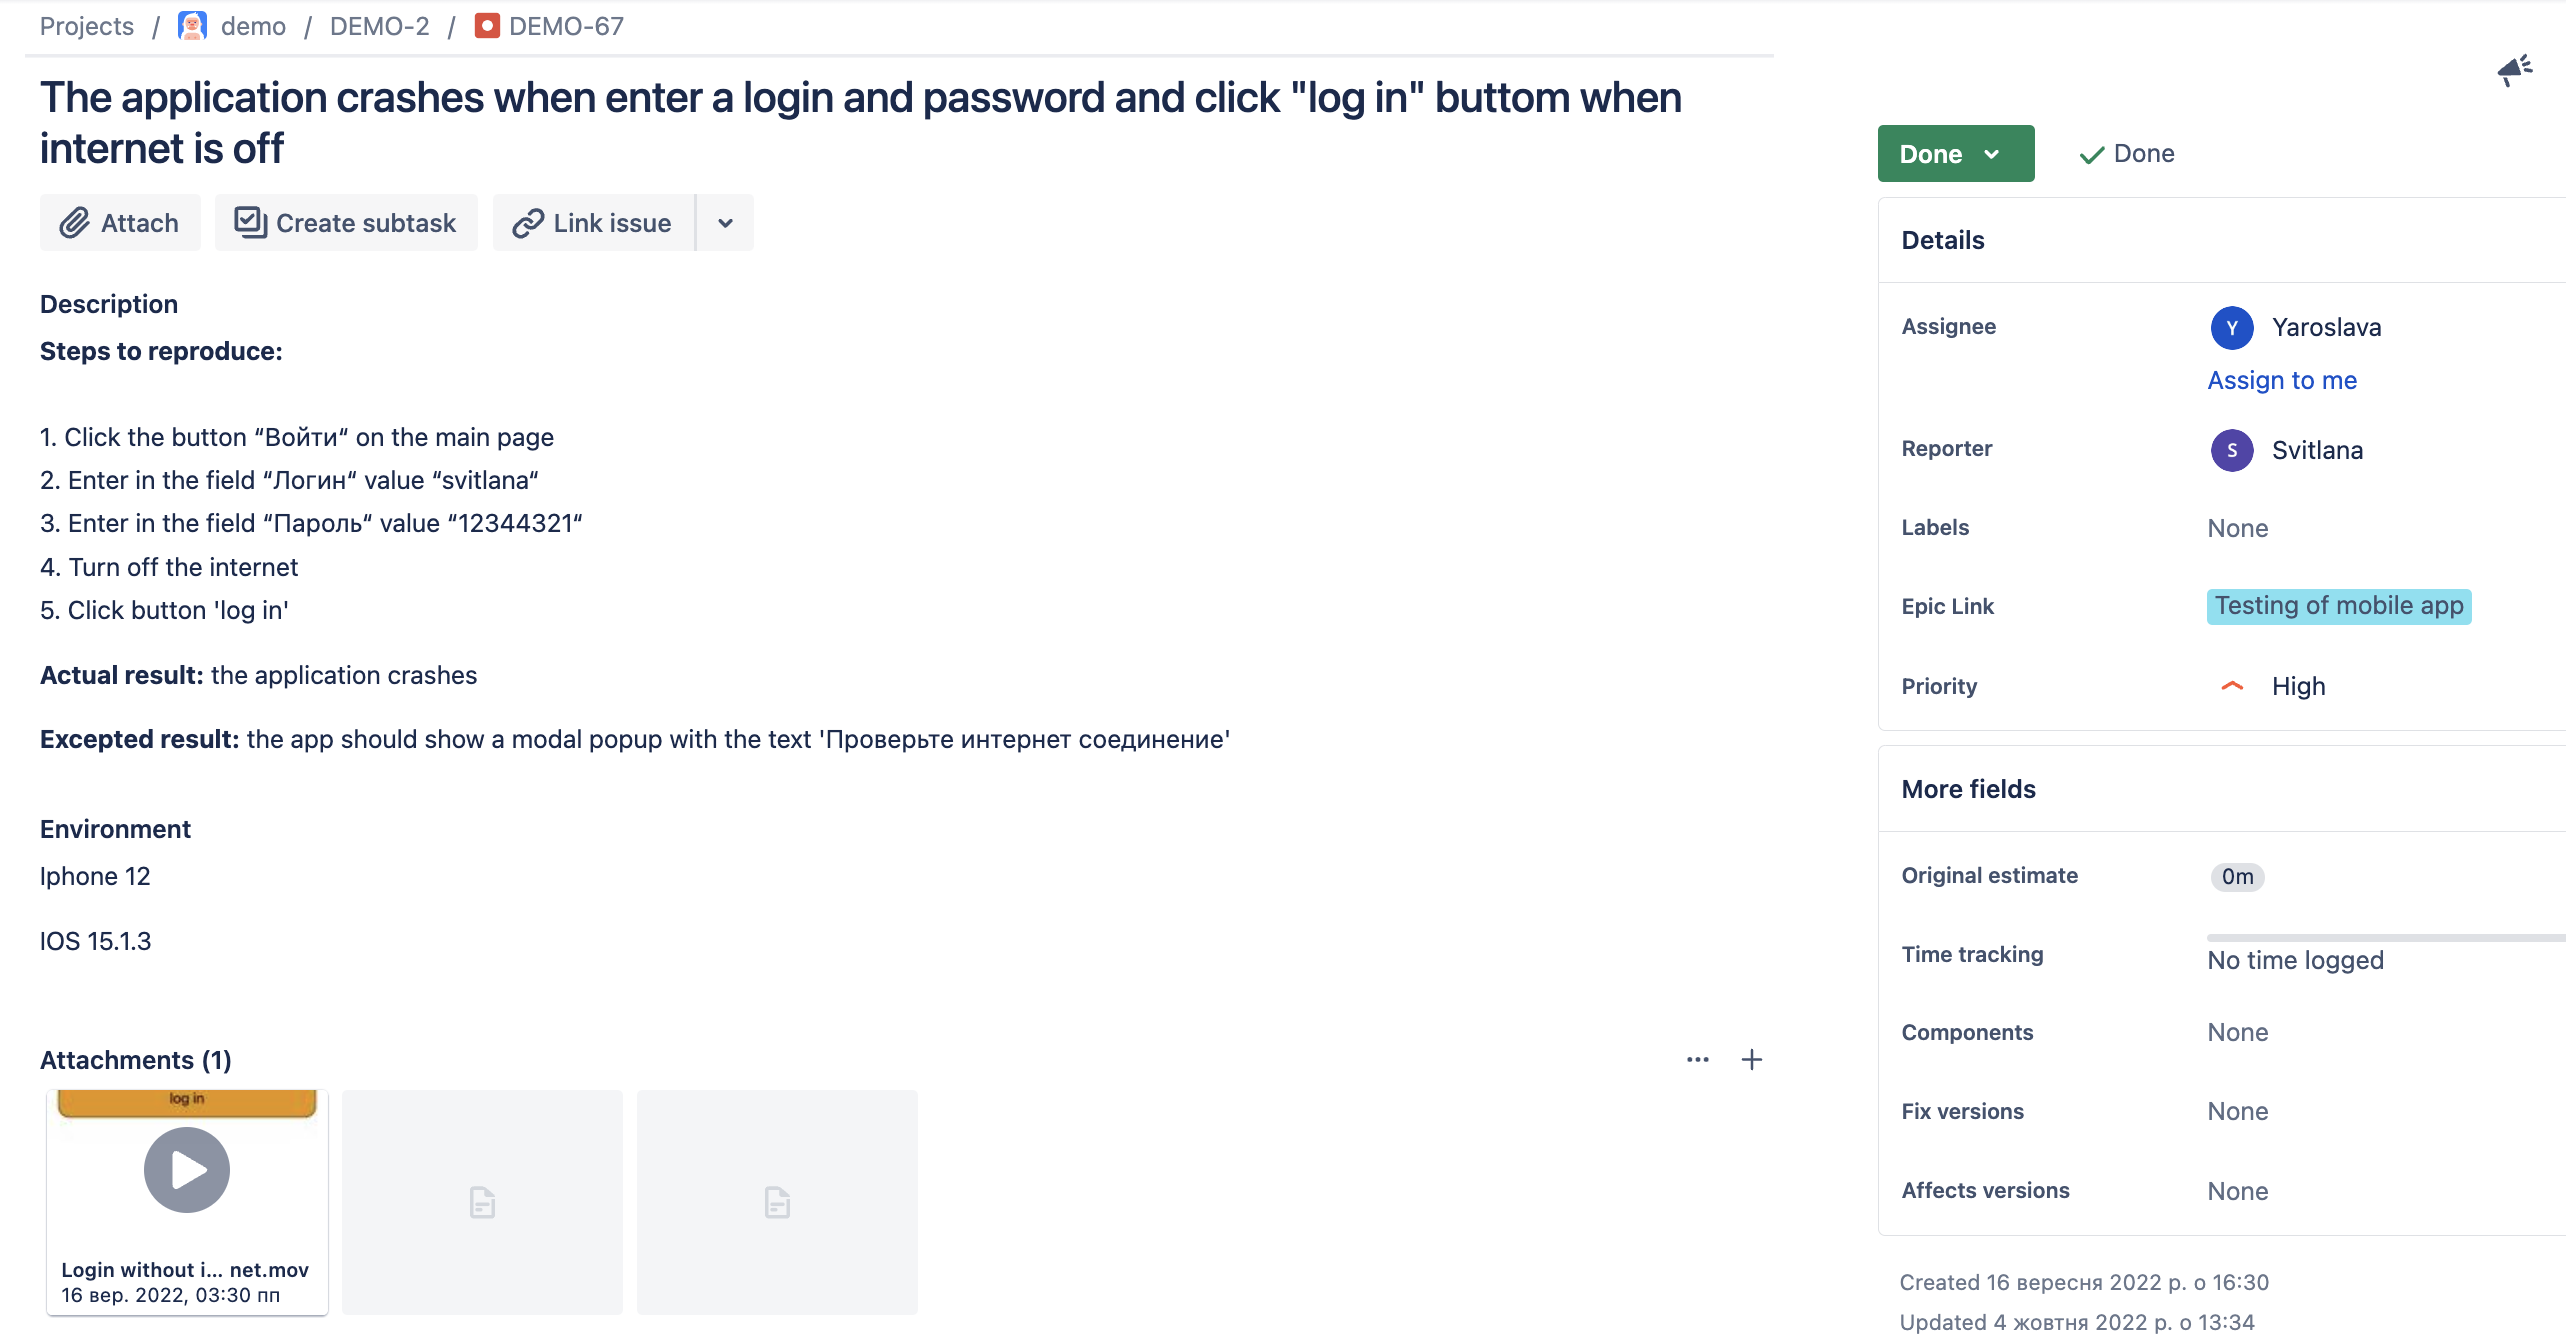 Projects / demo / DEMO-2 / DEMO-67
The application crashes when enter a login and password and click "log in" buttom when
internet is off
Attach
Create subtask
Link issue
Description
Steps to reproduce:
1. Click the button “Войти“ on the main page
2. Enter in the field “Логин“ value “svitlana“
3. Enter in the field “Пароль“ value “12344321“
4. Turn off the internet
5. Click button 'log in'
Actual result: the application crashes
Excepted result: the app should show a modal popup with the text 'Проверьте интернет соединение'
Environment
Iphone 12
IOS 15.1.3
Attachments (1)
log in
Login without i... net.mov
16 вер. 2022, 03:30 пп
Done
Done
Details
Assignee
Y Yaroslava
Assign to me
Reporter
S Svitlana
Labels
None
Epic Link
Testing of mobile app
Priority
High
More fields
Original estimate
0m
Time tracking
No time logged
Components
None
Fix versions
None
Affects versions
None
Created 16 вересня 2022 р. о 16:30
Updated 4 жовтня 2022 р. о 13:34